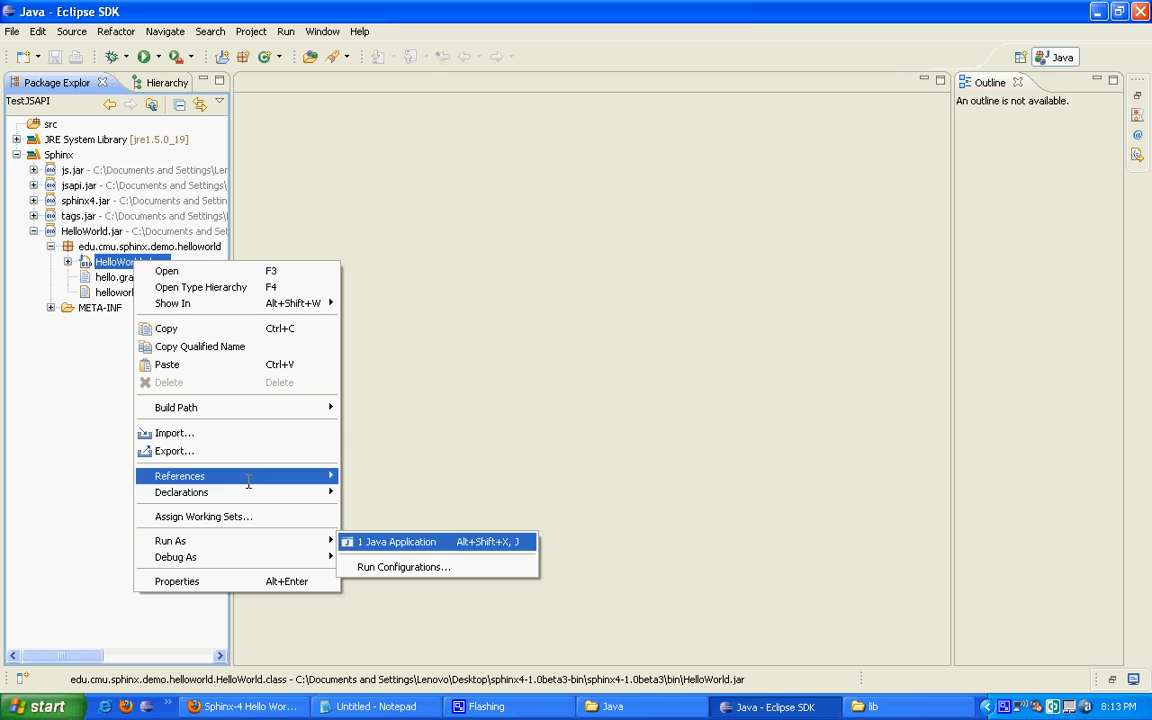 Java - Eclipse SDK
File Edit Source Refactor Navigate Search Project Run Window Help
Java
Package Explor
Hierarchy
Outline
TestJSAPI
An outline is not available.
src
JRE System Library [jre1.5.0_19]
Sphinx
js.jar - C:\Documents and Settings\Ler
jsapi.jar - C:\Documents and Settings\
sphinx4.jar - C:\Documents and Settin
tags.jar - C:\Documents and Settings\
HelloWorld.jar - C:\Documents and Set
edu.cmu.sphinx.demo.helloworld
HelloWor
hello.gra
hellowor
META-INF
Open F3
Open Type Hierarchy F4
Show In Alt+Shift+W
Copy Ctrl+C
Copy Qualified Name
Paste Ctrl+V
Delete Delete
Build Path
Import...
Export...
References
Declarations
Assign Working Sets...
Run As
Debug As
Properties Alt+Enter
1 Java Application Alt+Shift+X, J
Run Configurations...
edu.cmu.sphinx.demo.helloworld.HelloWorld.class - C:\Documents and Settings\Lenovo\Desktop\sphinx4-1.0beta3-bin\sphinx4-1.0beta3\bin\HelloWorld.jar
start
Sphinx-4 Hello Wor...
Untitled - Notepad
Flashing
Java
Java - Eclipse SDK
lib
8:13 PM